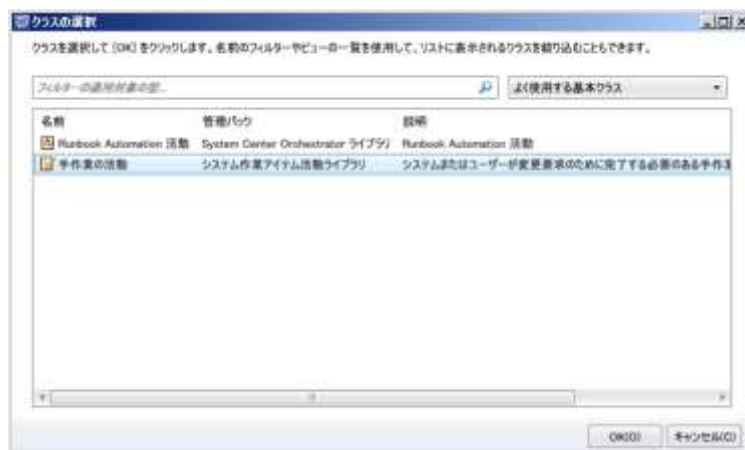 クラスの選択
クラスを選択して [OK] をクリックします。名前のフィルターやビューの一覧を使用して、リストに表示されるクラスを絞り込むこともできます。
フィルターの適用対象の型...
よく使用する基本クラス
名前 管理パック 説明
Runbook Automation 活動 System Center Orchestrator ライブラリ Runbook Automation 活動
手作業の活動 システム作業アイテム活動ライブラリ システムまたはユーザーが変更要求のために完了する必要のある手作業
OK(O) キャンセル(C)